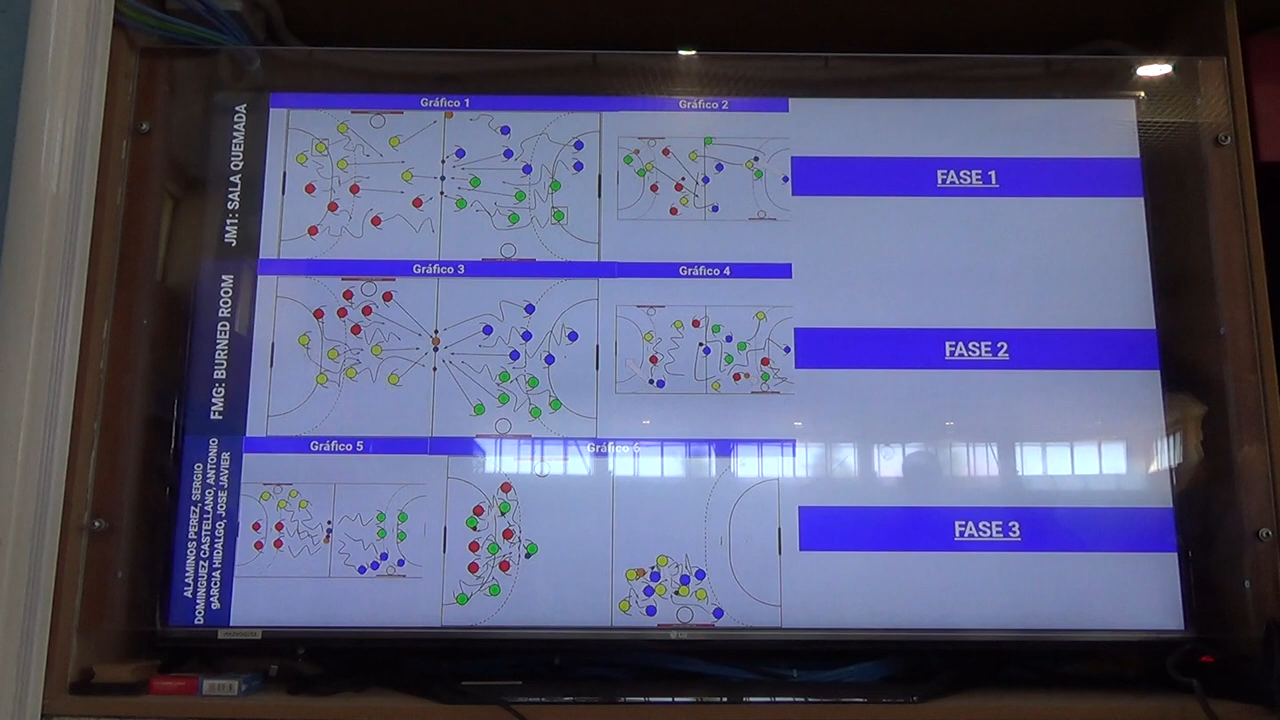 JM1: SALA QUEMADA
Gráfico 1
Gráfico 2
FASE 1
FMG: BURNED ROOM
Gráfico 3
Gráfico 4
FASE 2
ALAMINOS PEREZ, SERGIO
DOMINGUEZ CASTELLANO, ANTONIO
gARCIA HIDALGO, JOSE JAVIER
Gráfico 5
Gráfico 6
FASE 3
LG